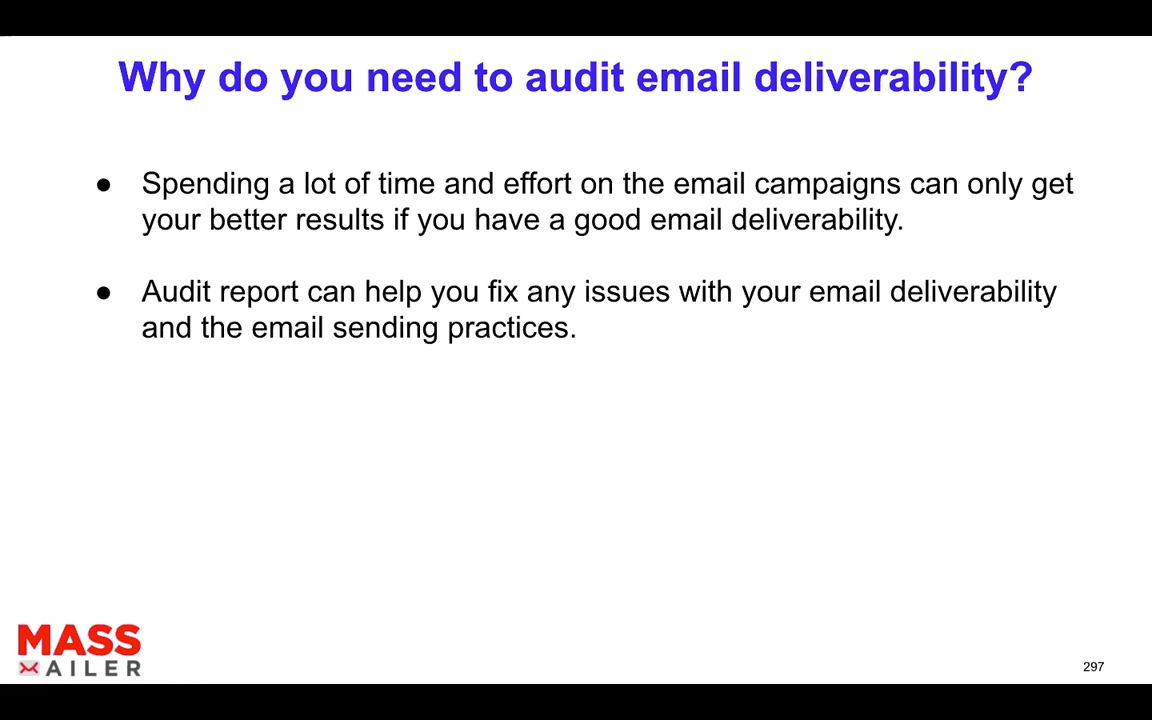 Why do you need to audit email deliverability?
● Spending a lot of time and effort on the email campaigns can only get
your better results if you have a good email deliverability.
● Audit report can help you fix any issues with your email deliverability
and the email sending practices.
MASS
MAILER
297